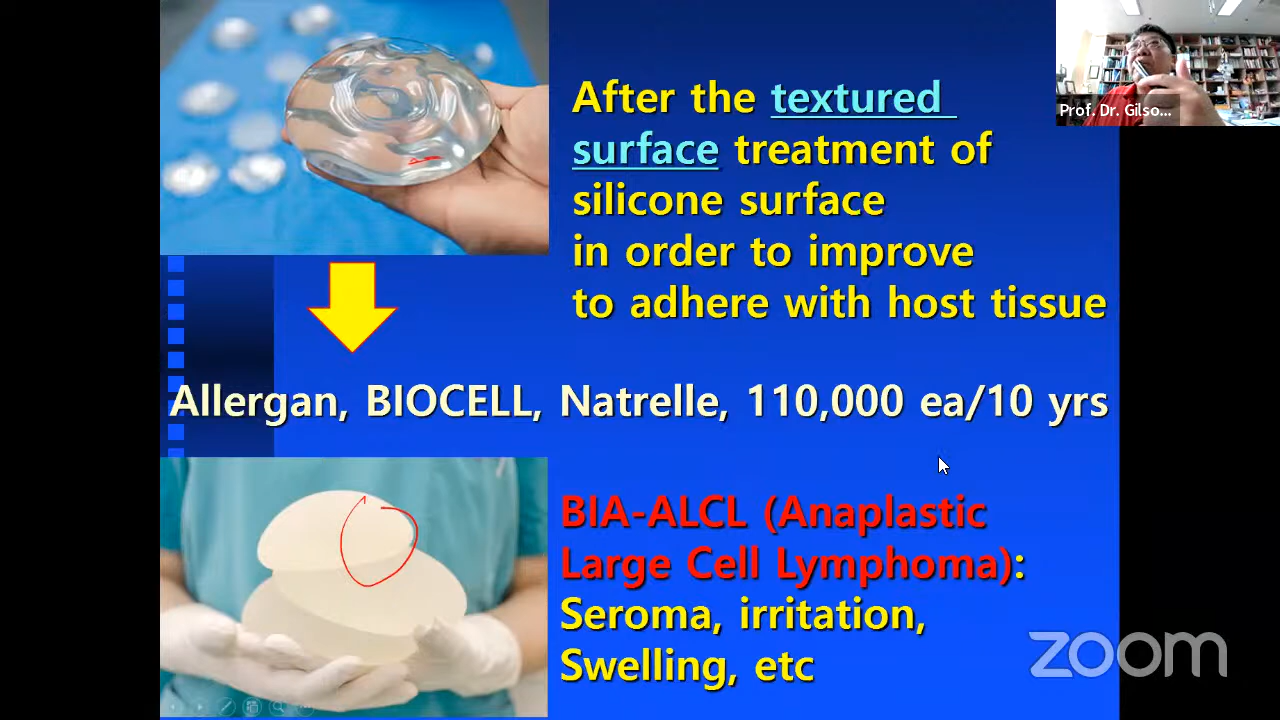 After the textured
surface treatment of
silicone surface
in order to improve
to adhere with host tissue
Prof. Dr. Gilso...
Allergan, BIOCELL, Natrelle, 110,000 ea/10 yrs
BIA-ALCL (Anaplastic
Large Cell Lymphoma):
Seroma, irritation,
Swelling, etc
zoom